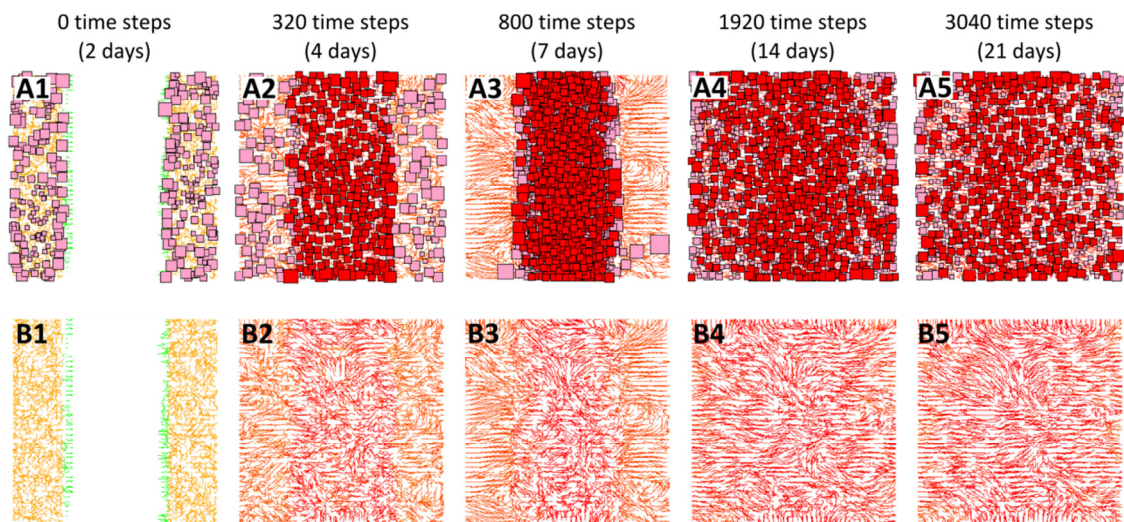 0 time steps
(2 days)
320 time steps
(4 days)
800 time steps
(7 days)
1920 time steps
(14 days)
3040 time steps
(21 days)
A1
A2
A3
A4
A5
B1
B2
B3
B4
B5